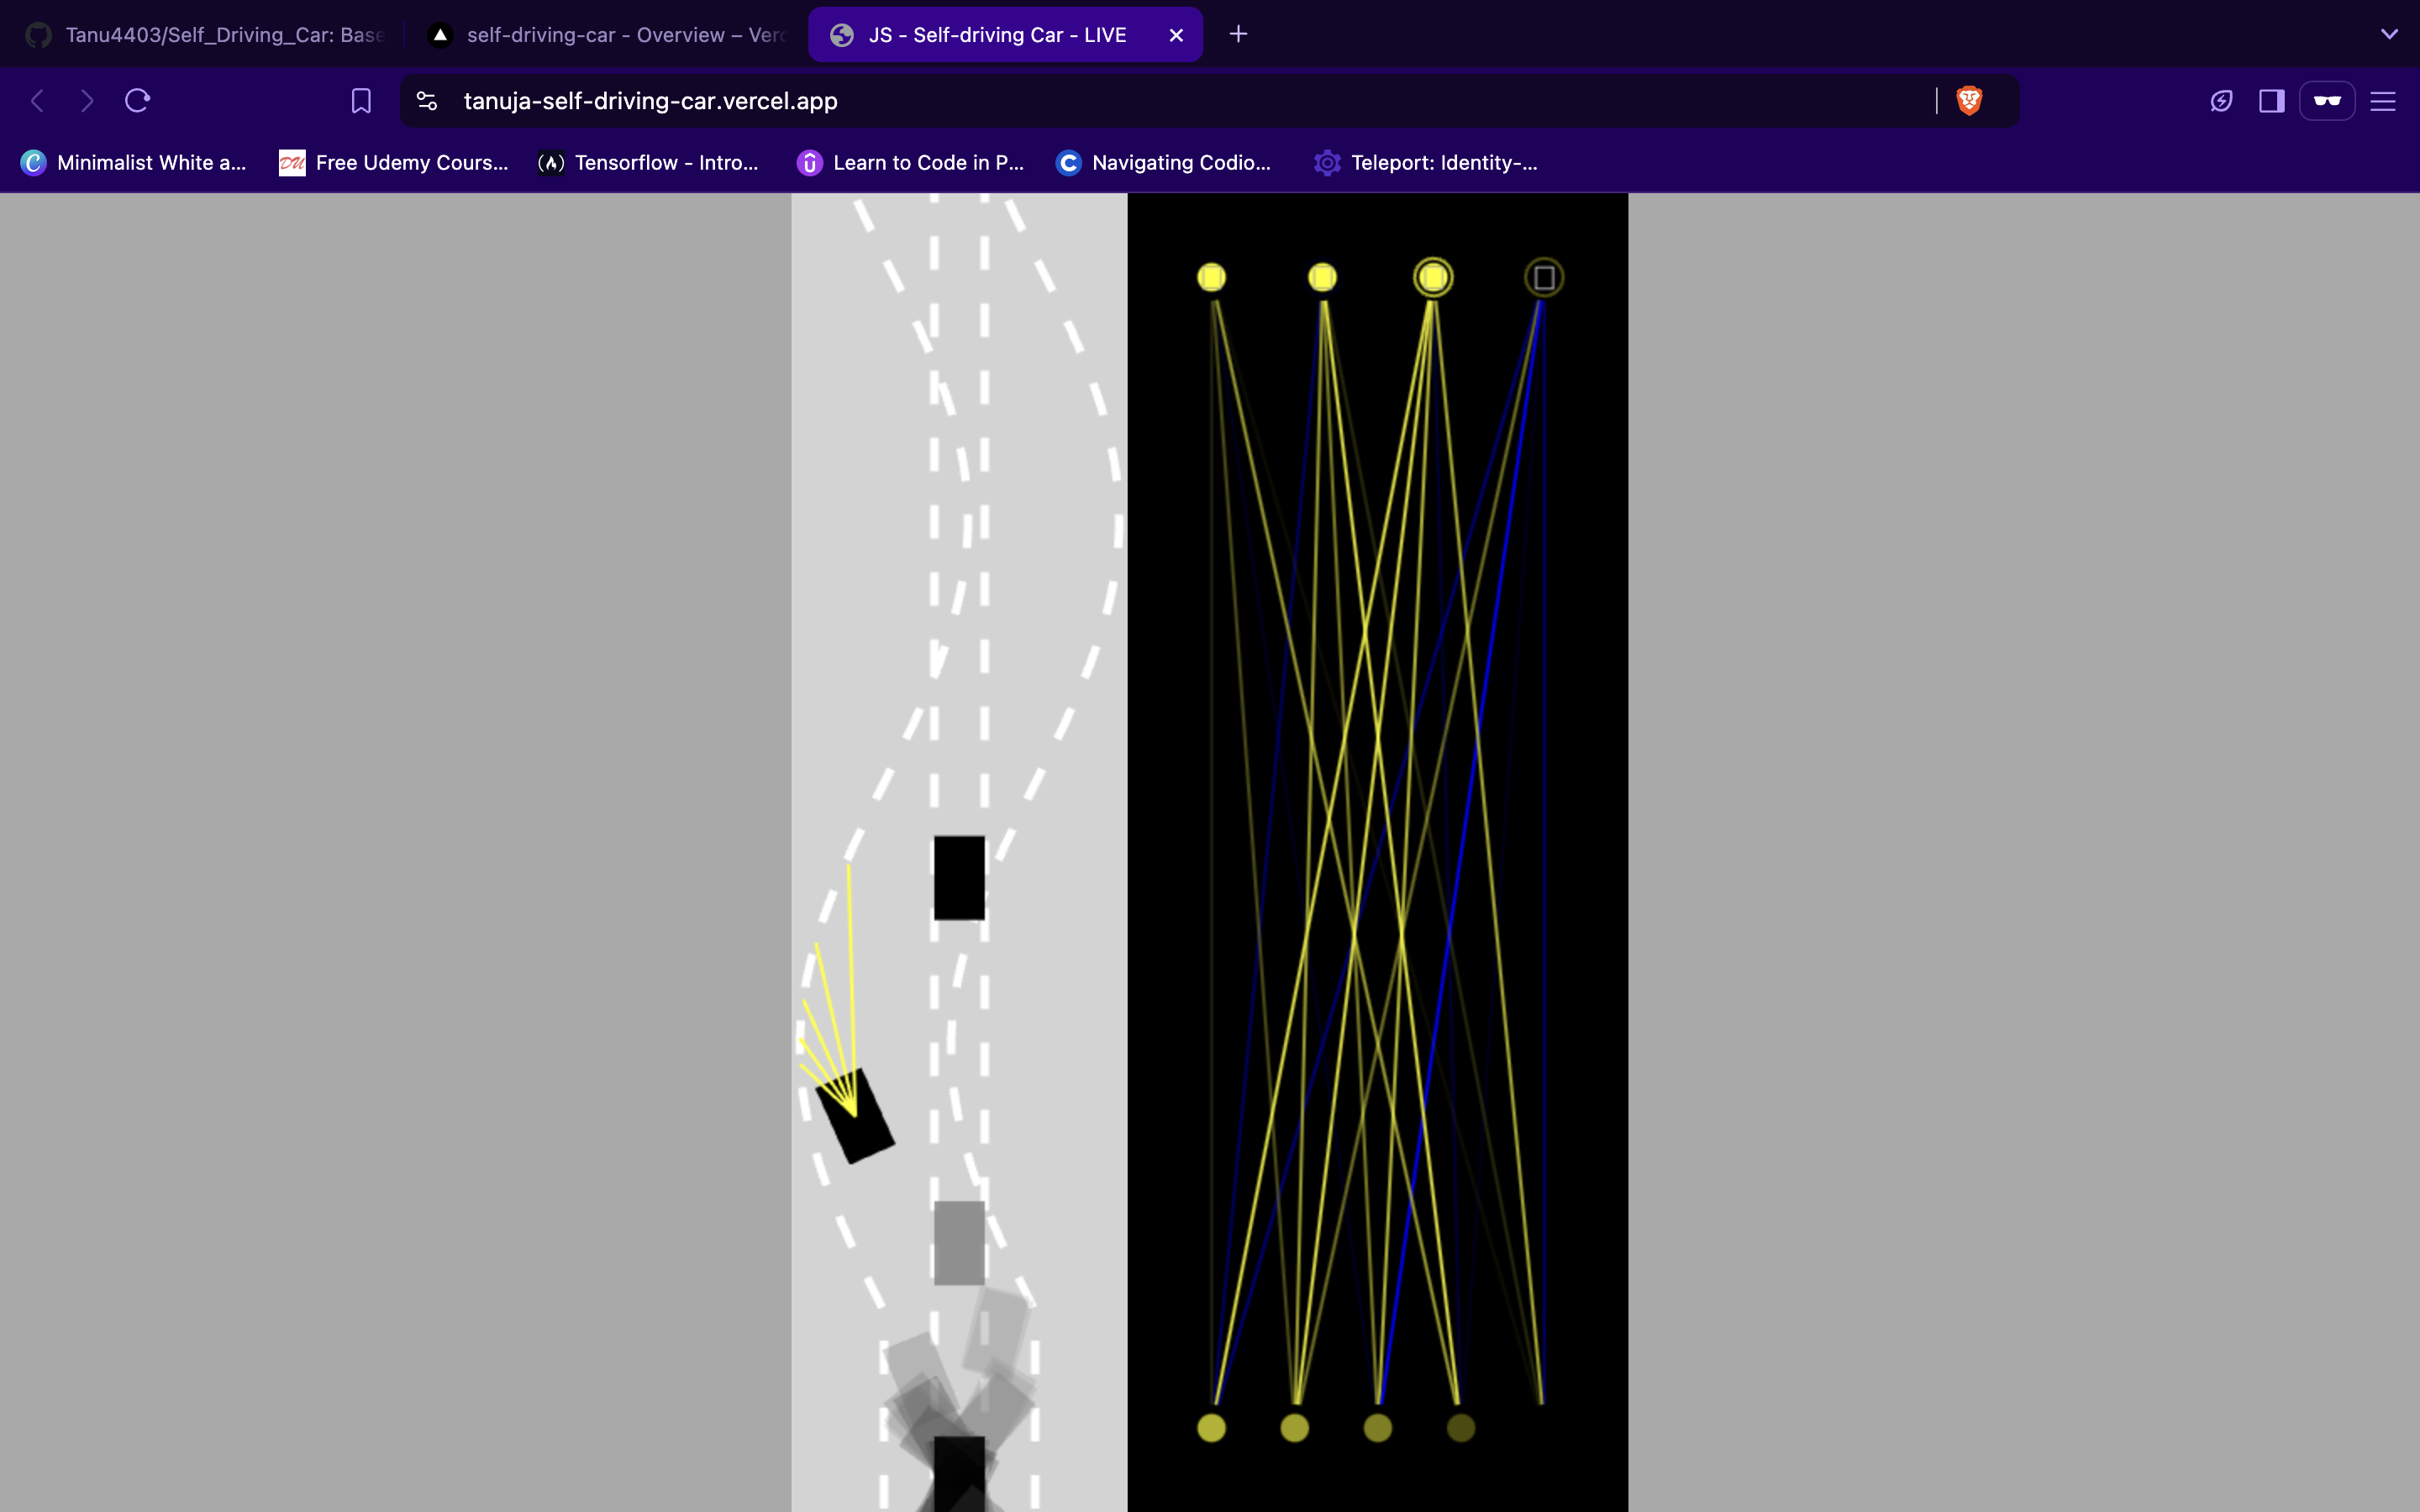 Tanu4403/Self_Driving_Car: Base
self-driving-car - Overview – Verc
JS - Self-driving Car - LIVE
tanuja-self-driving-car.vercel.app
Minimalist White a...
DU Free Udemy Cours...
Tensorflow - Intro...
Learn to Code in P...
Navigating Codio...
Teleport: Identity-...